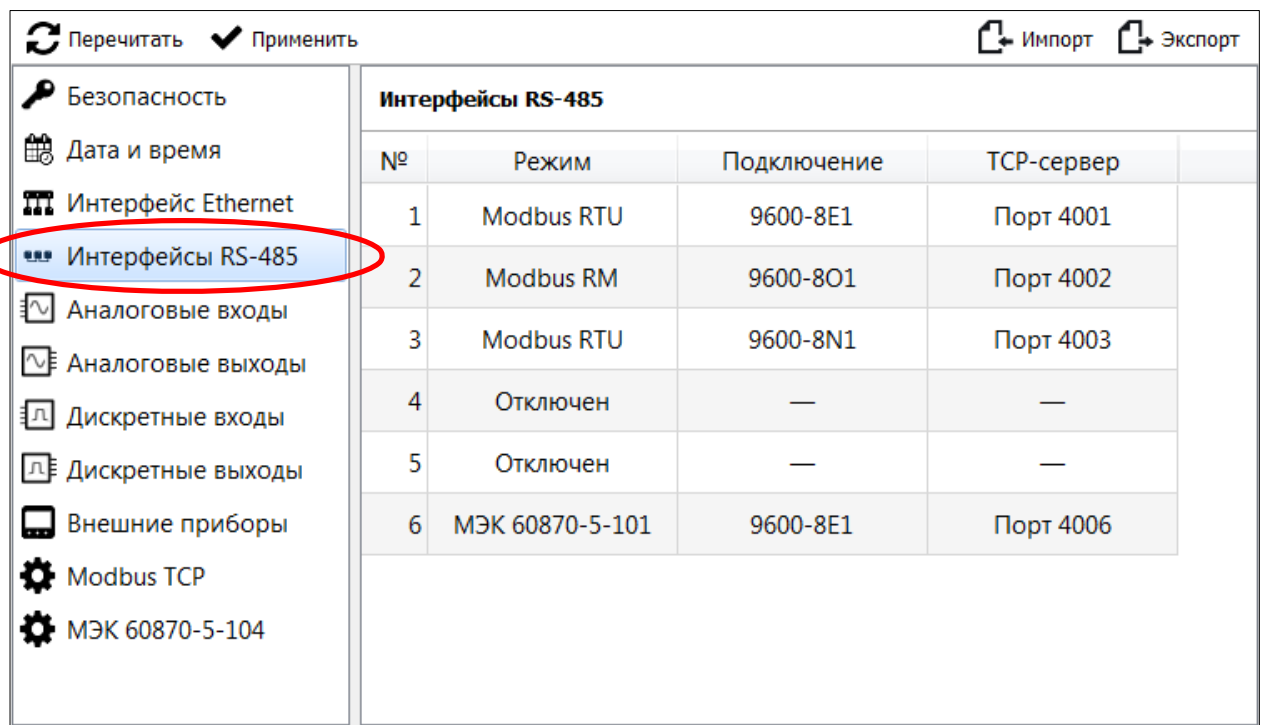 Перечитать Применить Импорт Экспорт
Безопасность
Дата и время
Интерфейс Ethernet
Интерфейсы RS-485
Аналоговые входы
Аналоговые выходы
Дискретные входы
Дискретные выходы
Внешние приборы
Modbus TCP
МЭК 60870-5-104
Интерфейсы RS-485
№ Режим Подключение TCP-сервер
1 Modbus RTU 9600-8E1 Порт 4001
2 Modbus RM 9600-8O1 Порт 4002
3 Modbus RTU 9600-8N1 Порт 4003
4 Отключен — —
5 Отключен — —
6 МЭК 60870-5-101 9600-8E1 Порт 4006